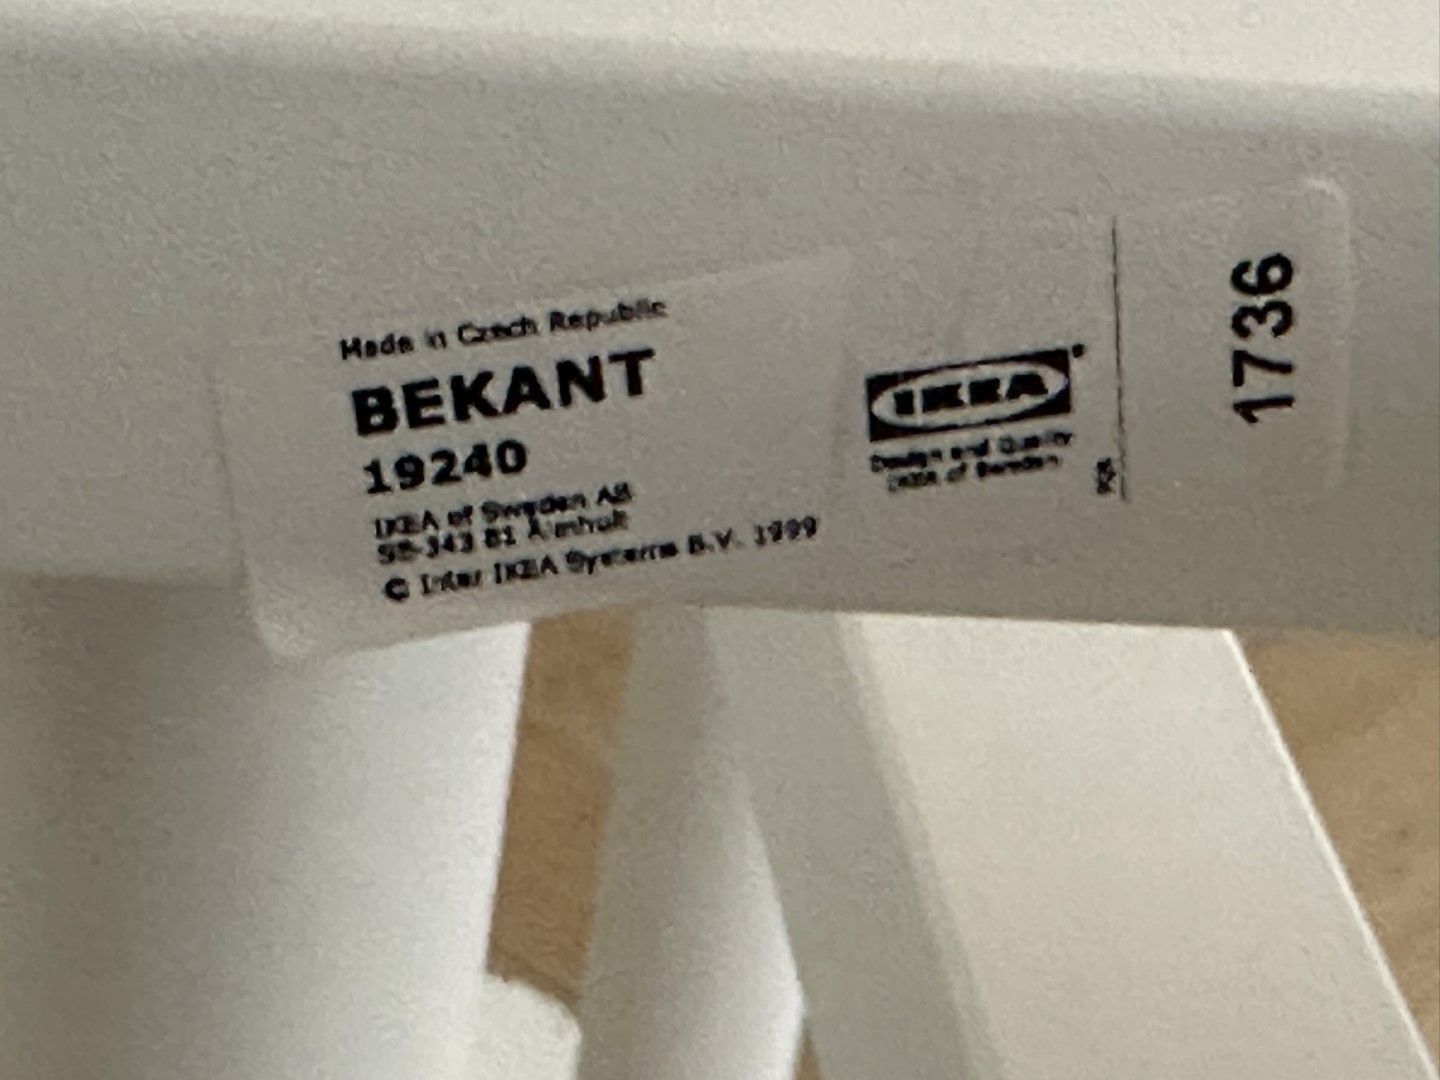 Made in Czech Republic
BEKANT
19240
IKEA of Sweden AB
SE-343 81 Älmhult
© Inter IKEA Systems B.V. 1999
IKEA®
Design and Quality
IKEA of Sweden
1736